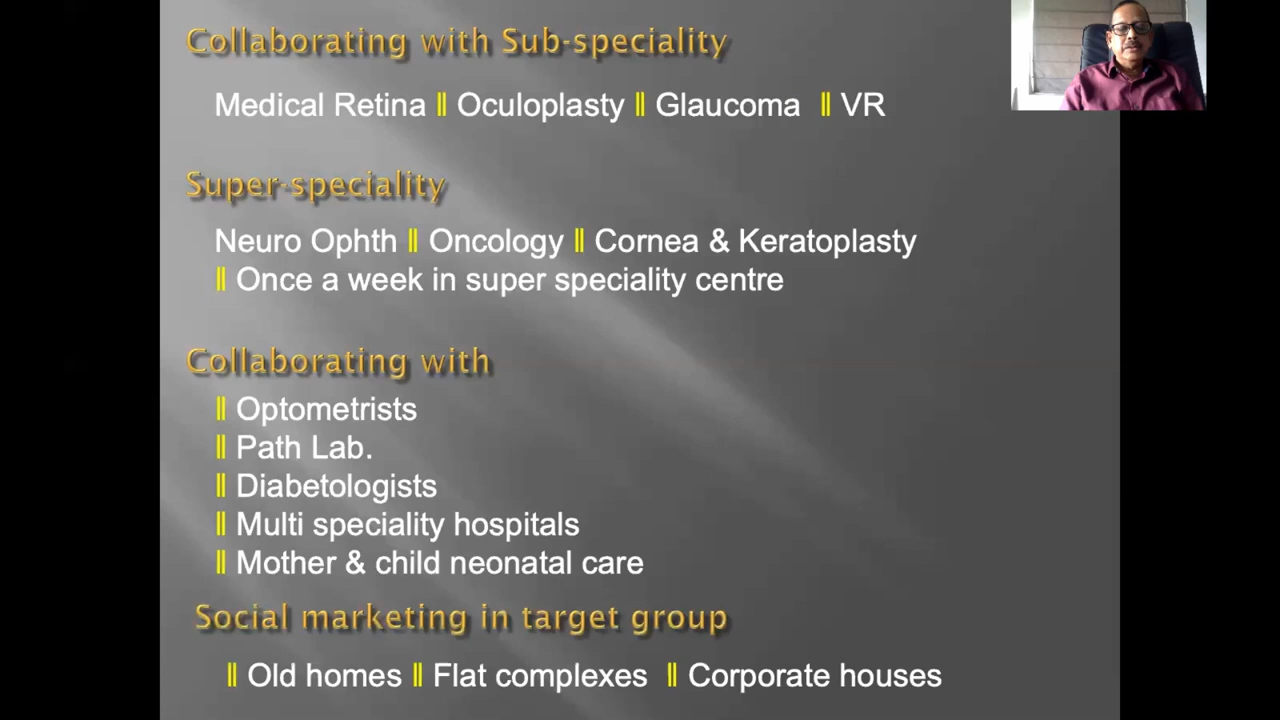 Collaborating with Sub-speciality
Medical Retina || Oculoplasty || Glaucoma || VR
Super-speciality
Neuro Ophth || Oncology || Cornea & Keratoplasty
|| Once a week in super speciality centre
Collaborating with
|| Optometrists
|| Path Lab.
|| Diabetologists
|| Multi speciality hospitals
|| Mother & child neonatal care
Social marketing in target group
|| Old homes || Flat complexes || Corporate houses